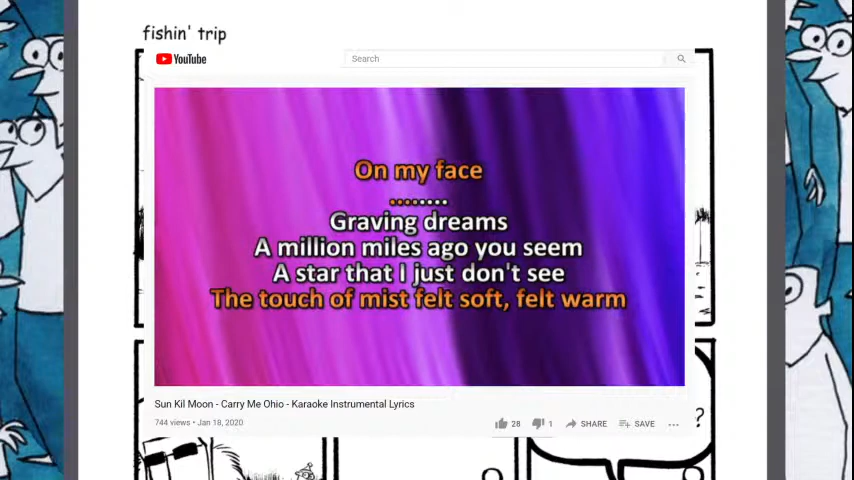 fishin' trip
YouTube
Search
On my face
........
Graving dreams
A million miles ago you seem
A star that I just don't see
The touch of mist felt soft, felt warm
Sun Kil Moon - Carry Me Ohio - Karaoke Instrumental Lyrics
744 views • Jan 18, 2020
28 1 SHARE SAVE ...
?